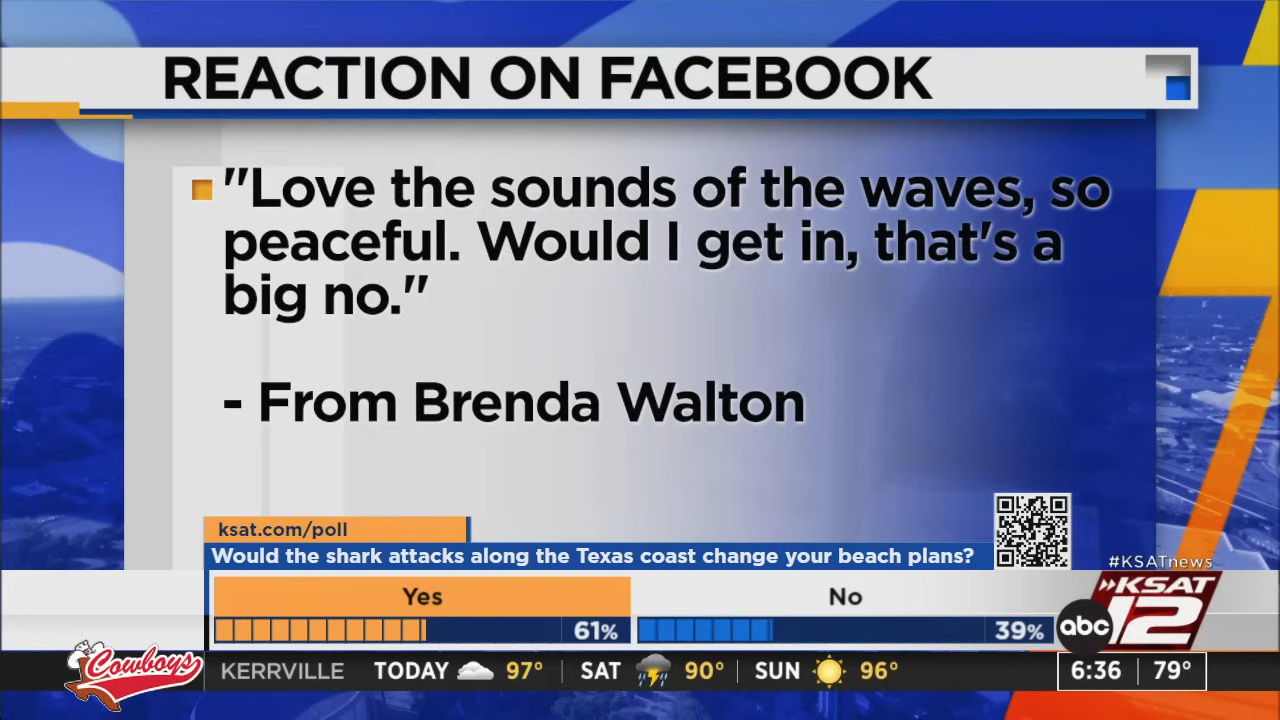 REACTION ON FACEBOOK
"Love the sounds of the waves, so
peaceful. Would I get in, that's a
big no."
- From Brenda Walton
ksat.com/poll
Would the shark attacks along the Texas coast change your beach plans?
Yes
No
61%
39%
#KSATnews
abc
KSAT
12
Cowboys
KERRVILLE TODAY 97° SAT 90° SUN 96°
6:36 79°